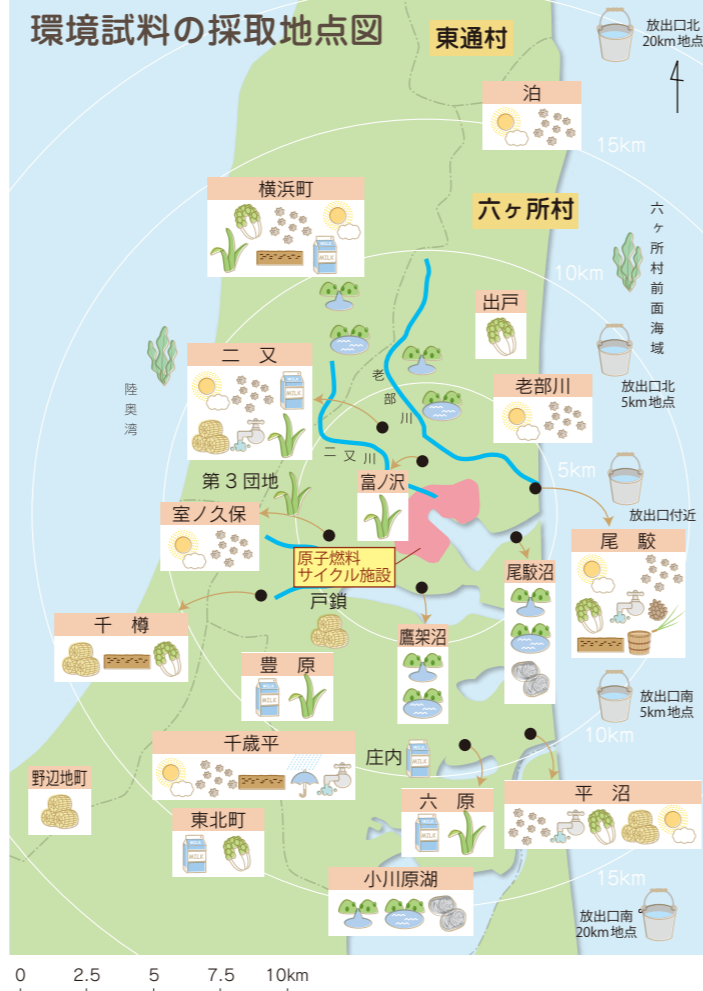 環境試料の採取地点図
東通村
放出口北
20km地点
泊
15km
横浜町
MILK
六ヶ所村
六ヶ所村前面海域
10km
出戸
二又
MILK
陸奥湾
老部川
放出口北
5km地点
老部川
二又川
5km
第3団地
富ノ沢
放出口付近
室ノ久保
原子燃料
サイクル施設
尾駮沼
尾駮
戸鎖
千樽
鷹架沼
豊原
MILK
放出口南
5km地点
10km
千歳平
庄内
MILK
野辺地町
東北町
MILK
六原
MILK
平沼
小川原湖
15km
放出口南
20km地点
0 2.5 5 7.5 10km